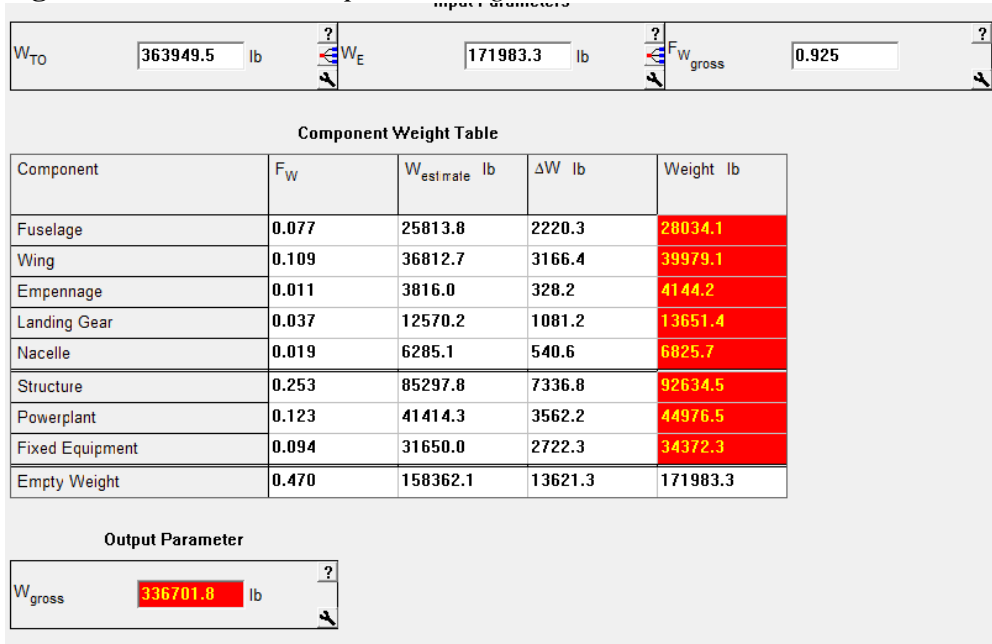 Input Parameters
W_TO 363949.5 lb ? W_E 171983.3 lb ? F_W_gross 0.925 ?
Component Weight Table
Component F_W W_estimate lb ΔW lb Weight lb
Fuselage 0.077 25813.8 2220.3 28034.1
Wing 0.109 36812.7 3166.4 39979.1
Empennage 0.011 3816.0 328.2 4144.2
Landing Gear 0.037 12570.2 1081.2 13651.4
Nacelle 0.019 6285.1 540.6 6825.7
Structure 0.253 85297.8 7336.8 92634.5
Powerplant 0.123 41414.3 3562.2 44976.5
Fixed Equipment 0.094 31650.0 2722.3 34372.3
Empty Weight 0.470 158362.1 13621.3 171983.3
Output Parameter
W_gross 336701.8 lb ?